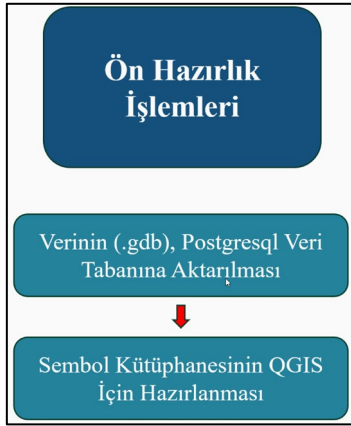 Ön Hazırlık
İşlemleri
Verinin (.gdb), Postgresql Veri
Tabanına Aktarılması
Sembol Kütüphanesinin QGIS
İçin Hazırlanması